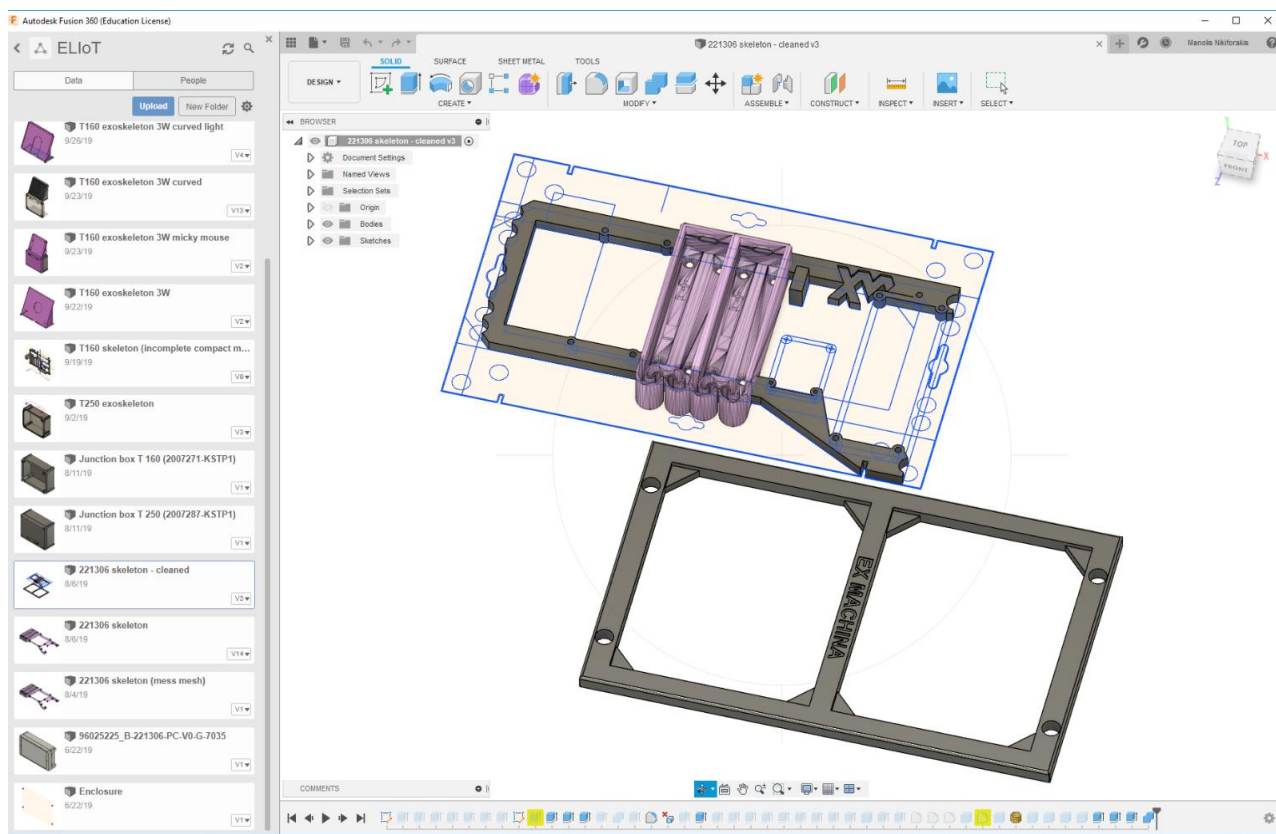 Autodesk Fusion 360 (Education License)
ELIoT
Data People
Upload New Folder
T160 exoskeleton 3W curved light
9/26/19
V4
T160 exoskeleton 3W curved
9/23/19
V13
T160 exoskeleton 3W micky mouse
9/23/19
V2
T160 exoskeleton 3W
9/22/19
V2
T160 skeleton (incomplete compact m...
9/19/19
T250 exoskeleton
9/2/19
V3
Junction box T 160 (2007271-KSTP1)
8/11/19
V1
Junction box T 250 (2007287-KSTP1)
8/11/19
V1
221306 skeleton - cleaned
8/6/19
V3
221306 skeleton
8/6/19
V14
221306 skeleton (mess mesh)
8/4/19
V1
96025225_B-221306-PC-V0-G-7035
6/22/19
V1
Enclosure
6/22/19
V1
221306 skeleton - cleaned v3
Manolis Nikiforakis
SOLID SURFACE SHEET METAL TOOLS
DESIGN
CREATE MODIFY ASSEMBLE CONSTRUCT INSPECT INSERT SELECT
BROWSER
221306 skeleton - cleaned v3
Document Settings
Named Views
Selection Sets
Origin
Bodies
Sketches
Y
TOP
X
FRONT
Z
EX MACHINA
COMMENTS